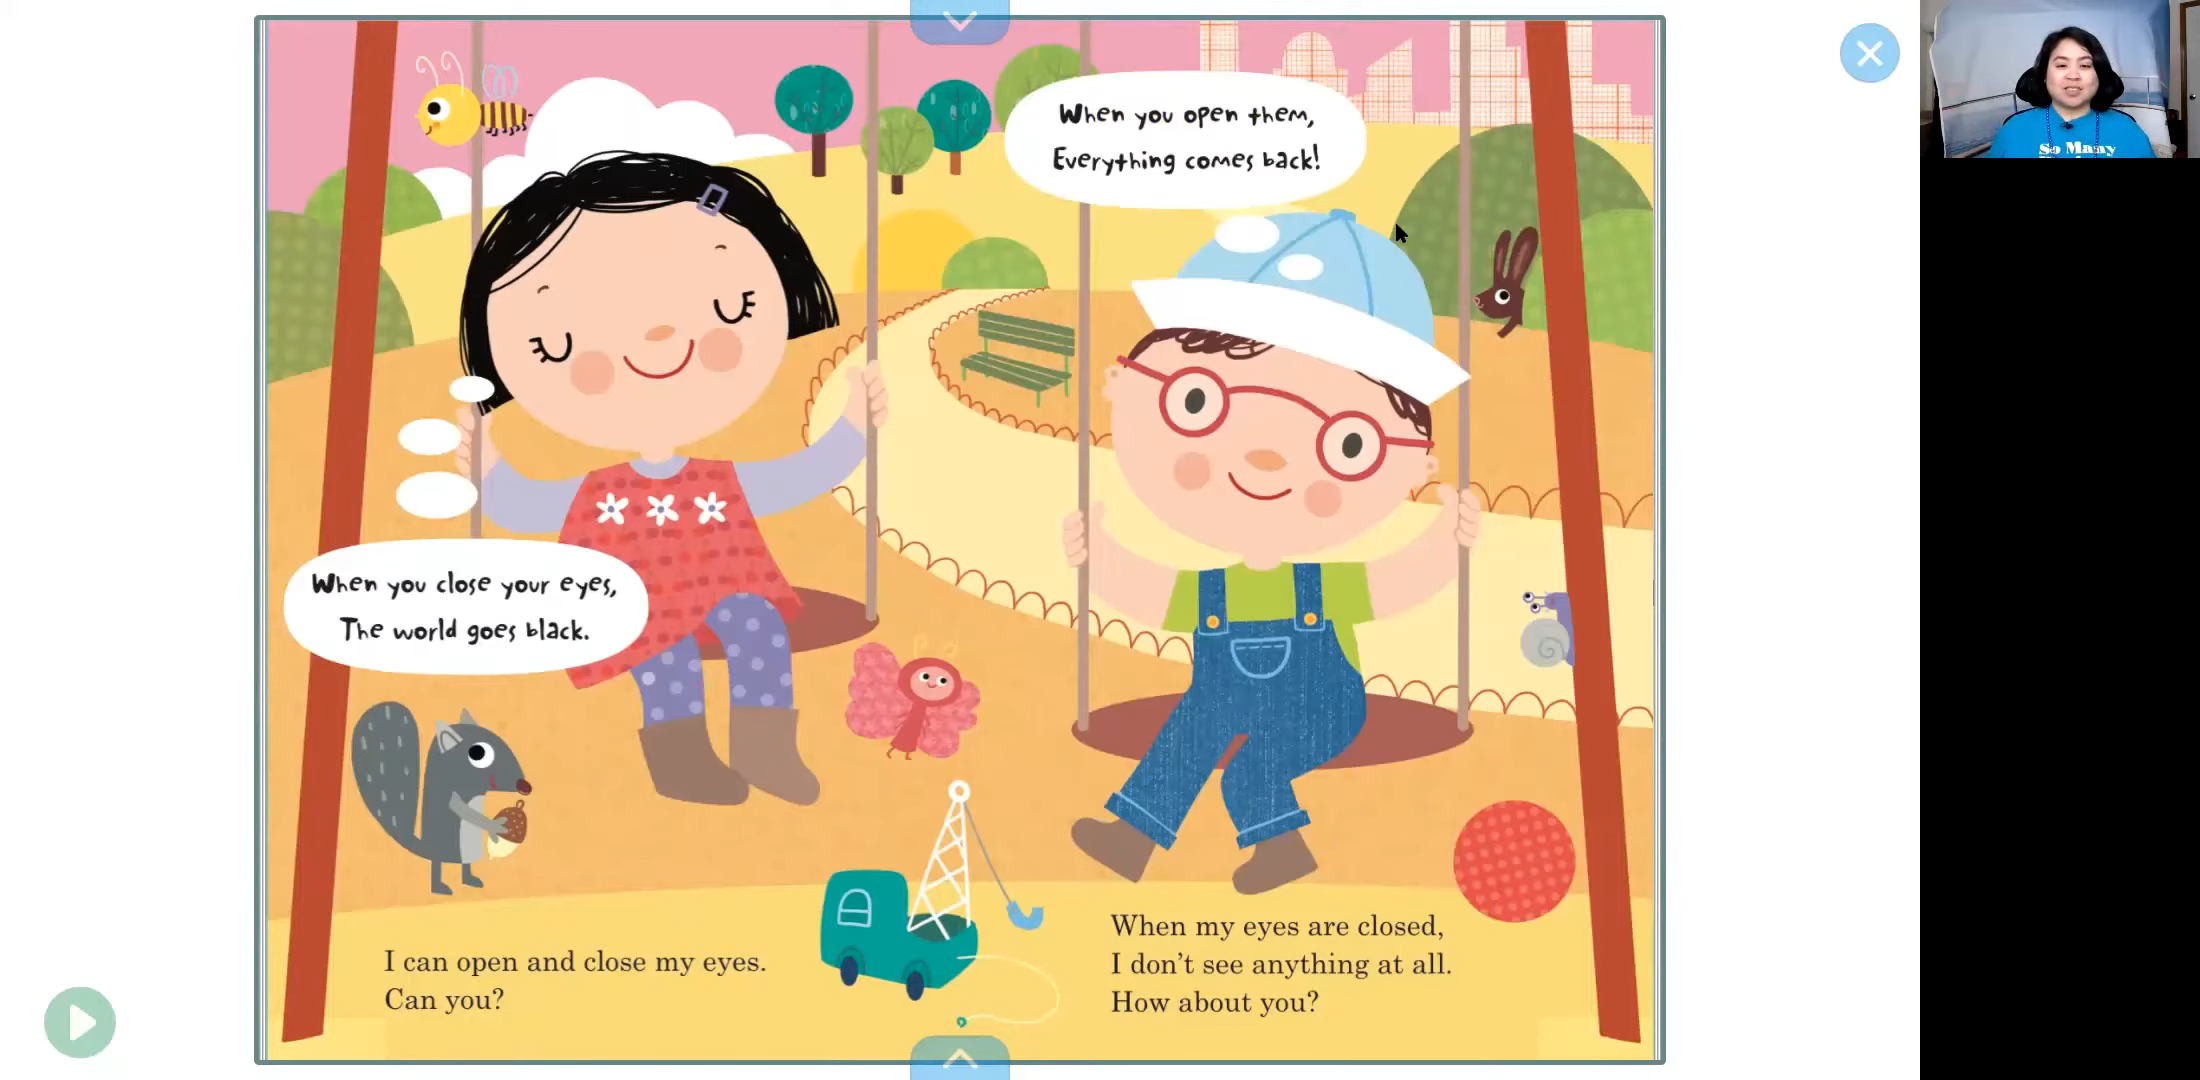 When you open them,
Everything comes back!
When you close your eyes,
The world goes black.
I can open and close my eyes.
Can you?
When my eyes are closed,
I don't see anything at all.
How about you?
So Many